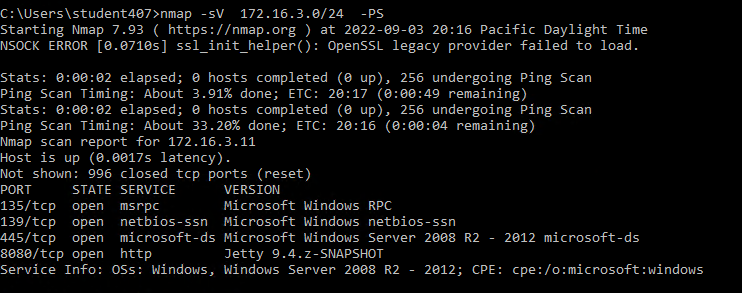 C:\Users\student407>nmap -sV  172.16.3.0/24  -PS
Starting Nmap 7.93 ( https://nmap.org ) at 2022-09-03 20:16 Pacific Daylight Time
NSOCK ERROR [0.0710s] ssl_init_helper(): OpenSSL legacy provider failed to load.

Stats: 0:00:02 elapsed; 0 hosts completed (0 up), 256 undergoing Ping Scan
Ping Scan Timing: About 3.91% done; ETC: 20:17 (0:00:49 remaining)
Stats: 0:00:02 elapsed; 0 hosts completed (0 up), 256 undergoing Ping Scan
Ping Scan Timing: About 33.20% done; ETC: 20:16 (0:00:04 remaining)
Nmap scan report for 172.16.3.11
Host is up (0.0017s latency).
Not shown: 996 closed tcp ports (reset)
PORT     STATE SERVICE      VERSION
135/tcp  open  msrpc        Microsoft Windows RPC
139/tcp  open  netbios-ssn  Microsoft Windows netbios-ssn
445/tcp  open  microsoft-ds Microsoft Windows Server 2008 R2 - 2012 microsoft-ds
8080/tcp open  http         Jetty 9.4.z-SNAPSHOT
Service Info: OSs: Windows, Windows Server 2008 R2 - 2012; CPE: cpe:/o:microsoft:windows